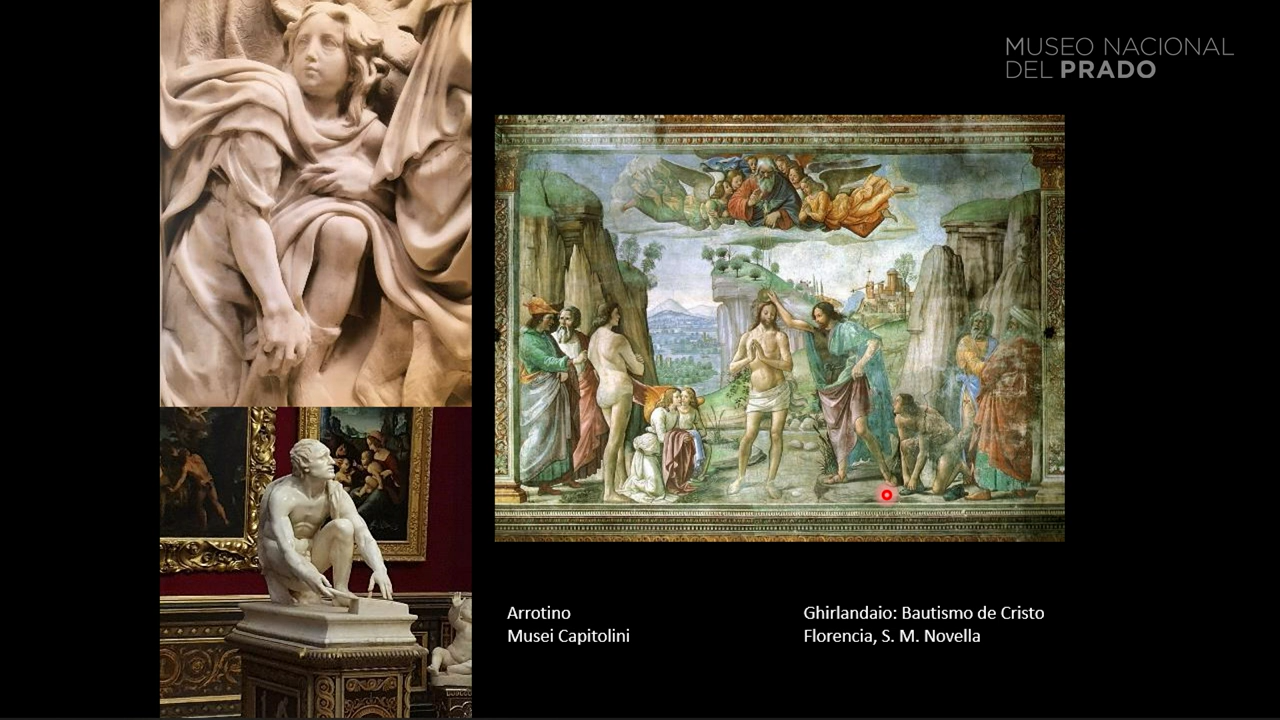 MUSEO NACIONAL
DEL PRADO
Arrotino
Musei Capitolini
Ghirlandaio: Bautismo de Cristo
Florencia, S. M. Novella